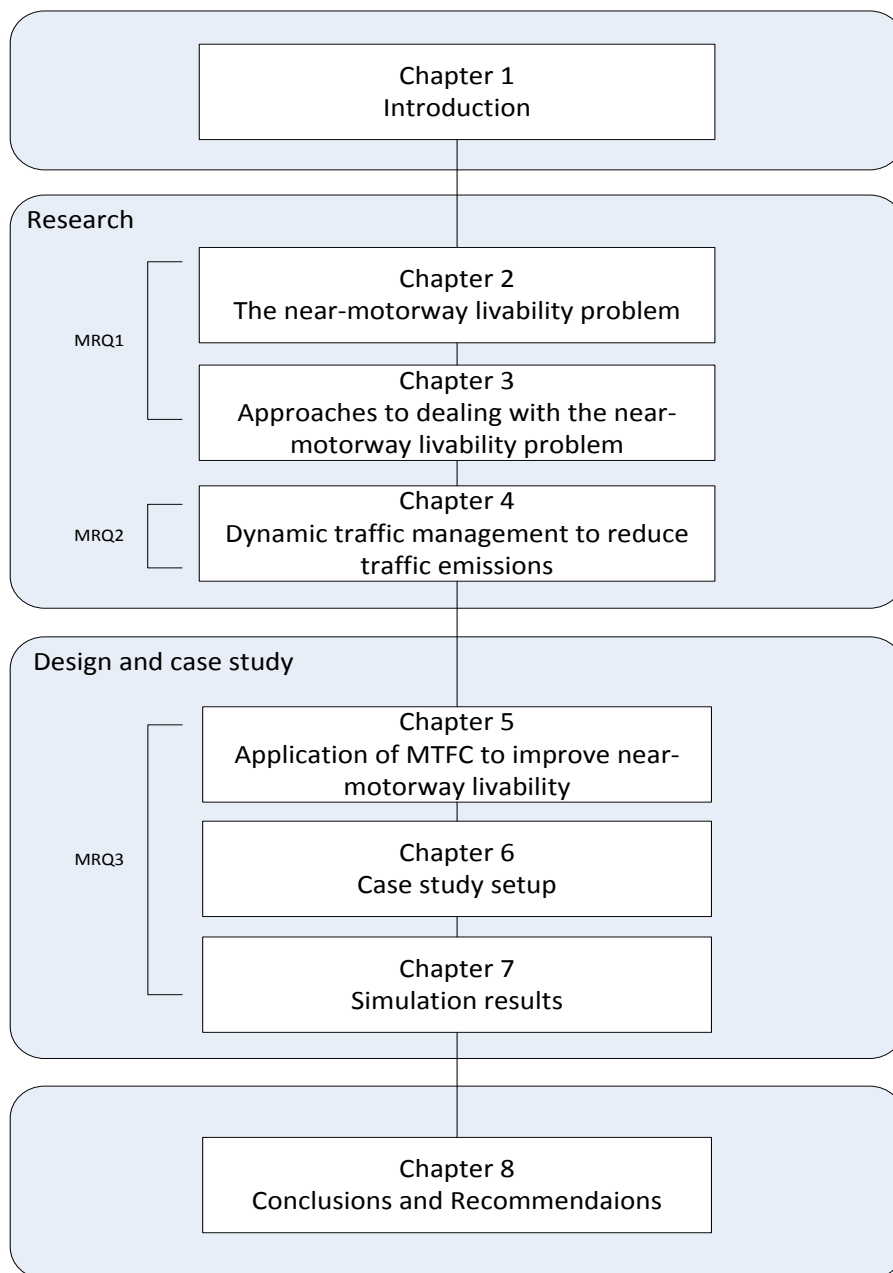 Chapter 1
Introduction
Research
MRQ1
Chapter 2
The near-motorway livability problem
Chapter 3
Approaches to dealing with the near-
motorway livability problem
MRQ2
Chapter 4
Dynamic traffic management to reduce
traffic emissions
Design and case study
MRQ3
Chapter 5
Application of MTFC to improve near-
motorway livability
Chapter 6
Case study setup
Chapter 7
Simulation results
Chapter 8
Conclusions and Recommendaions